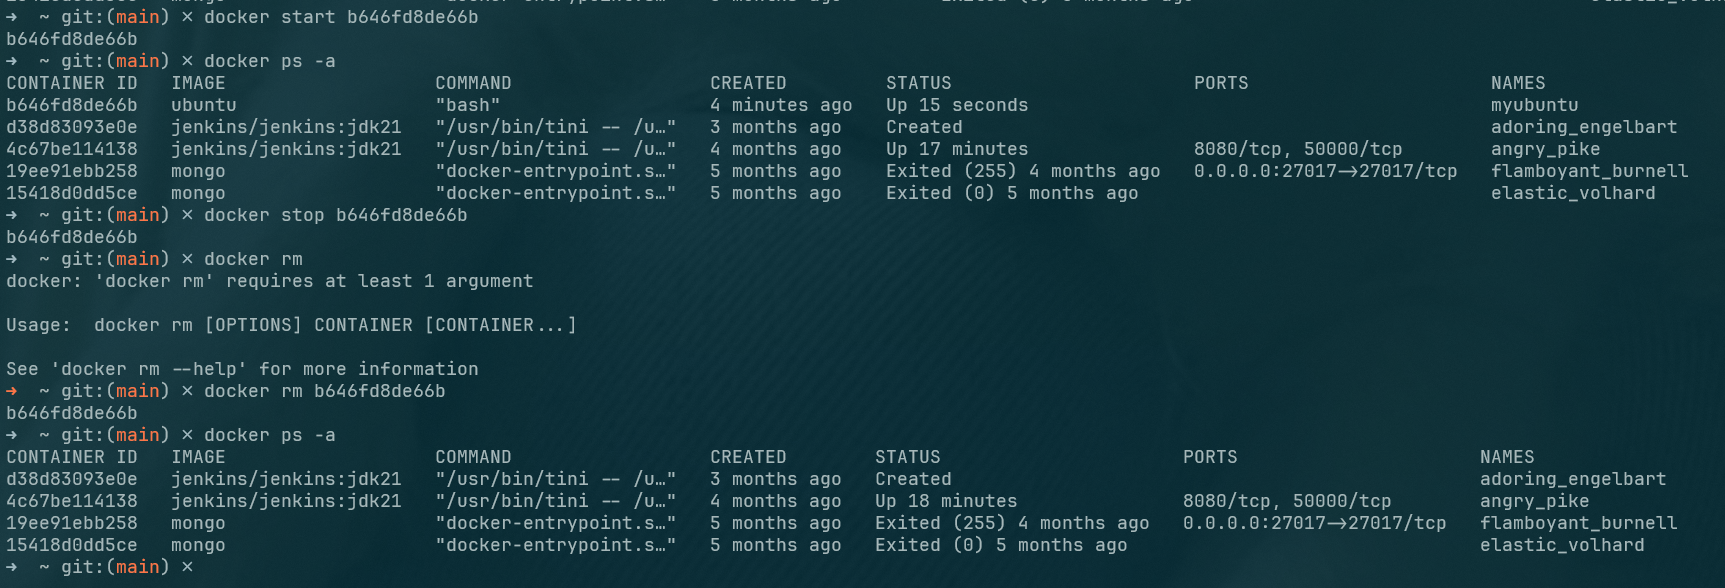 ➜  ~ git:(main) ✗ docker start b646fd8de66b
b646fd8de66b
➜  ~ git:(main) ✗ docker ps -a
CONTAINER ID   IMAGE                   COMMAND                  CREATED         STATUS                      PORTS                      NAMES
b646fd8de66b   ubuntu                  "bash"                   4 minutes ago   Up 15 seconds                                          myubuntu
d38d83093e0e   jenkins/jenkins:jdk21   "/usr/bin/tini -- /u…"   3 months ago    Created                                                adoring_engelbart
4c67be114138   jenkins/jenkins:jdk21   "/usr/bin/tini -- /u…"   4 months ago    Up 17 minutes               8080/tcp, 50000/tcp        angry_pike
19ee91ebb258   mongo                   "docker-entrypoint.s…"   5 months ago    Exited (255) 4 months ago   0.0.0.0:27017->27017/tcp   flamboyant_burnell
15418d0dd5ce   mongo                   "docker-entrypoint.s…"   5 months ago    Exited (0) 5 months ago                                elastic_volhard
➜  ~ git:(main) ✗ docker stop b646fd8de66b
b646fd8de66b
➜  ~ git:(main) ✗ docker rm
docker: 'docker rm' requires at least 1 argument
Usage:  docker rm [OPTIONS] CONTAINER [CONTAINER...]
See 'docker rm --help' for more information
➜  ~ git:(main) ✗ docker rm b646fd8de66b
b646fd8de66b
➜  ~ git:(main) ✗ docker ps -a
CONTAINER ID   IMAGE                   COMMAND                  CREATED        STATUS                      PORTS                      NAMES
d38d83093e0e   jenkins/jenkins:jdk21   "/usr/bin/tini -- /u…"   3 months ago   Created                                                adoring_engelbart
4c67be114138   jenkins/jenkins:jdk21   "/usr/bin/tini -- /u…"   4 months ago   Up 18 minutes               8080/tcp, 50000/tcp        angry_pike
19ee91ebb258   mongo                   "docker-entrypoint.s…"   5 months ago   Exited (255) 4 months ago   0.0.0.0:27017->27017/tcp   flamboyant_burnell
15418d0dd5ce   mongo                   "docker-entrypoint.s…"   5 months ago   Exited (0) 5 months ago                                elastic_volhard
➜  ~ git:(main) ✗